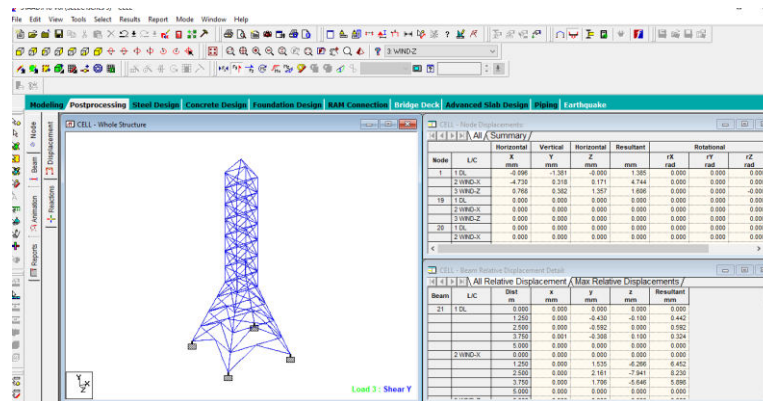 File Edit View Tools Select Results Report Mode Window Help
3: WIND-Z
Modeling Postprocessing Steel Design Concrete Design Foundation Design RAM Connection Bridge Deck Advanced Slab Design Piping Earthquake
Node
Beam
Animation
Reports
Displacement
Reactions
CELL - Whole Structure
Y
X
Z
Load 3 : Shear Y
CELL - Node Displacements:
All Summary
Horizontal Vertical Horizontal Resultant Rotational
Node L/C X mm Y mm Z mm mm rX rad rY rad rZ rad
1 1 DL -0.096 -1.381 -0.000 1.385 0.000 0.000 0.000
2 WIND-X -4.730 0.318 0.171 4.744 0.000 0.000 -0.000
3 WIND-Z 0.768 0.382 1.357 1.606 0.000 0.000 -0.000
19 1 DL 0.000 0.000 0.000 0.000 0.000 0.000 0.000
2 WIND-X 0.000 0.000 0.000 0.000 0.000 0.000 0.000
3 WIND-Z 0.000 0.000 0.000 0.000 0.000 0.000 0.000
20 1 DL 0.000 0.000 0.000 0.000 0.000 0.000 0.000
2 WIND-X 0.000 0.000 0.000 0.000 0.000 0.000 0.000
CELL - Beam Relative Displacement Detail:
All Relative Displacement Max Relative Displacements
Beam L/C Dist m x mm y mm z mm Resultant mm
21 1 DL 0.000 0.000 0.000 0.000 0.000
1.250 0.000 -0.430 -0.100 0.442
2.500 0.000 -0.592 0.000 0.592
3.750 0.001 -0.308 0.100 0.324
5.000 0.000 0.000 0.000 0.000
2 WIND-X 0.000 0.000 0.000 0.000 0.000
1.250 0.000 1.535 -6.266 6.452
2.500 0.000 2.161 -7.941 8.230
3.750 0.000 1.706 -5.646 5.898
5.000 0.000 0.000 0.000 0.000